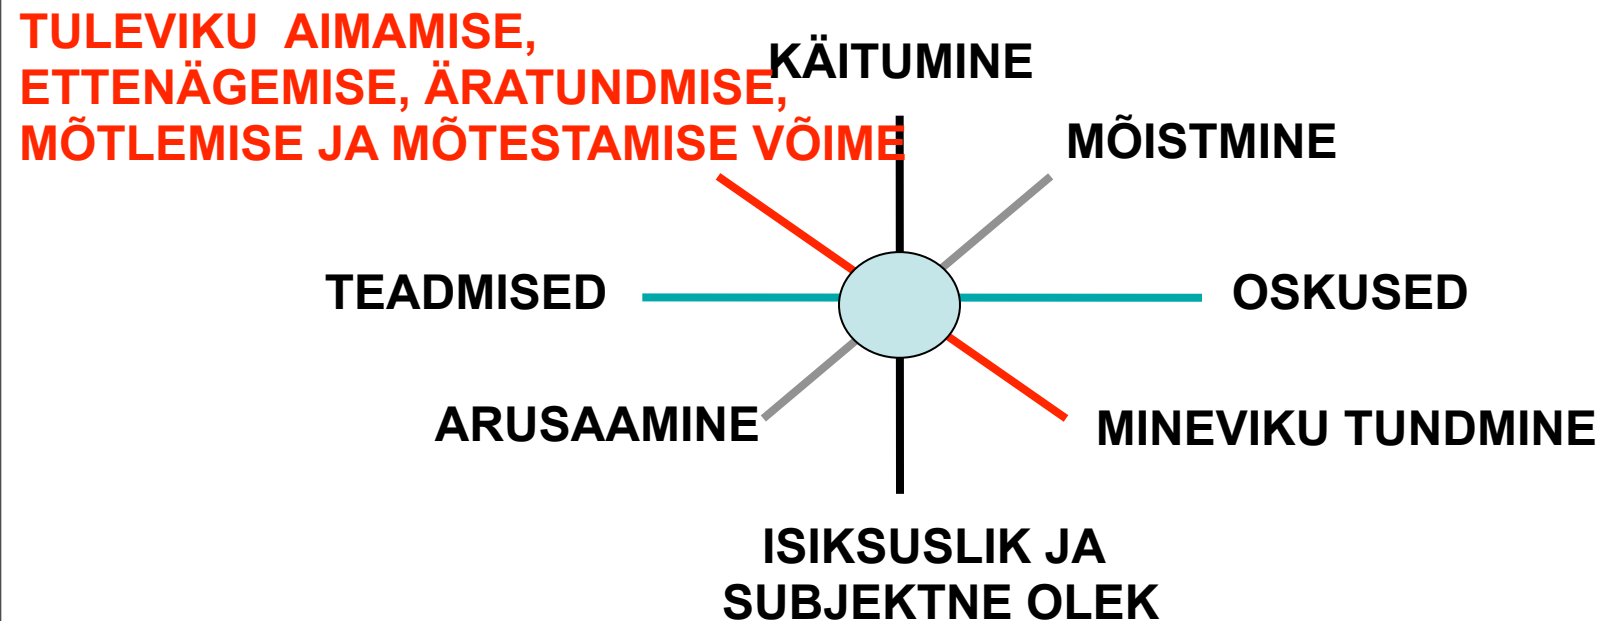 TULEVIKU AIMAMISE,
ETTENÄGEMISE, ÄRATUNDMISE,
MÕTLEMISE JA MÕTESTAMISE VÕIME
KÄITUMINE
MÕISTMINE
TEADMISED
OSKUSED
ARUSAAMINE
MINEVIKU TUNDMINE
ISIKSUSLIK JA
SUBJEKTNE OLEK